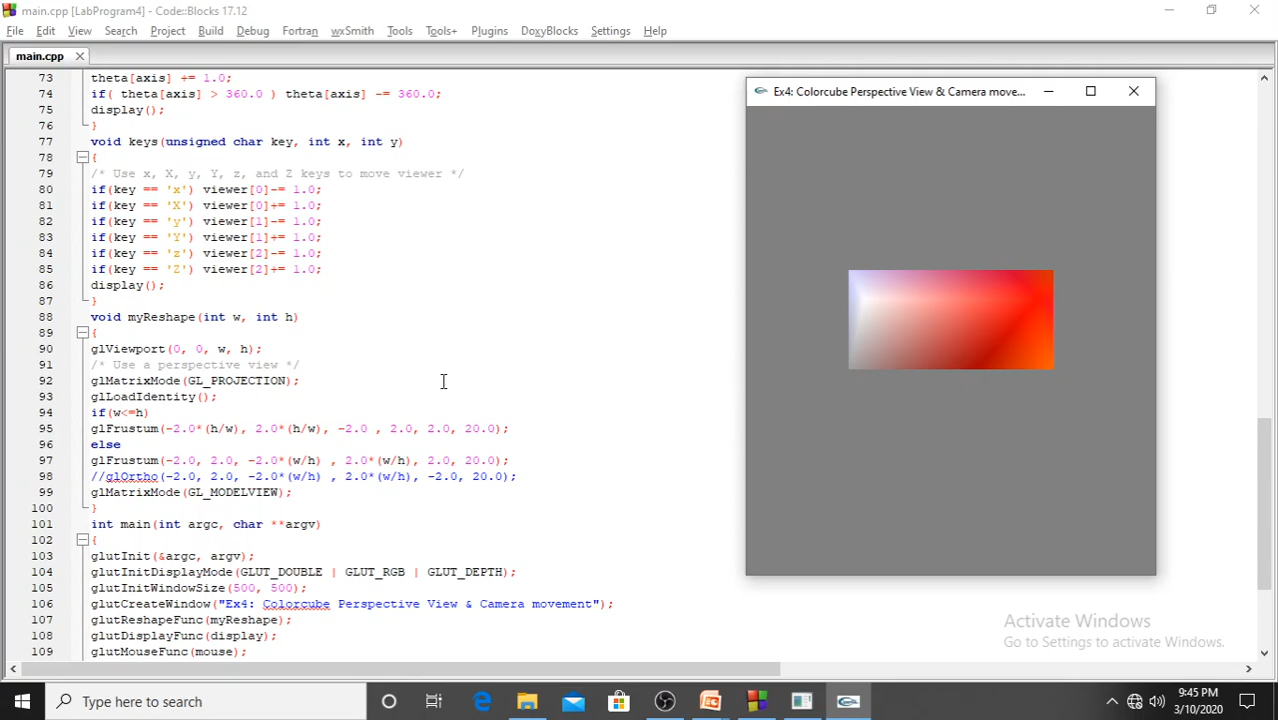 main.cpp [LabProgram4] - Code::Blocks 17.12
File Edit View Search Project Build Debug Fortran wxSmith Tools Tools+ Plugins DoxyBlocks Settings Help
main.cpp
73 theta[axis] += 1.0;
74 if( theta[axis] > 360.0 ) theta[axis] -= 360.0;
75 display();
76 }
77 void keys(unsigned char key, int x, int y)
78 {
79 /* Use x, X, y, Y, z, and Z keys to move viewer */
80 if(key == 'x') viewer[0]-= 1.0;
81 if(key == 'X') viewer[0]+= 1.0;
82 if(key == 'y') viewer[1]-= 1.0;
83 if(key == 'Y') viewer[1]+= 1.0;
84 if(key == 'z') viewer[2]-= 1.0;
85 if(key == 'Z') viewer[2]+= 1.0;
86 display();
87 }
88 void myReshape(int w, int h)
89 {
90 glViewport(0, 0, w, h);
91 /* Use a perspective view */
92 glMatrixMode(GL_PROJECTION);
93 glLoadIdentity();
94 if(w<=h)
95 glFrustum(-2.0*(h/w), 2.0*(h/w), -2.0 , 2.0, 2.0, 20.0);
96 else
97 glFrustum(-2.0, 2.0, -2.0*(w/h) , 2.0*(w/h), 2.0, 20.0);
98 //glOrtho(-2.0, 2.0, -2.0*(w/h) , 2.0*(w/h), -2.0, 20.0);
99 glMatrixMode(GL_MODELVIEW);
100 }
101 int main(int argc, char **argv)
102 {
103 glutInit(&argc, argv);
104 glutInitDisplayMode(GLUT_DOUBLE | GLUT_RGB | GLUT_DEPTH);
105 glutInitWindowSize(500, 500);
106 glutCreateWindow("Ex4: Colorcube Perspective View & Camera movement");
107 glutReshapeFunc(myReshape);
108 glutDisplayFunc(display);
109 glutMouseFunc(mouse);
Ex4: Colorcube Perspective View & Camera move...
Activate Windows
Go to Settings to activate Windows.
Type here to search
9:45 PM
3/10/2020